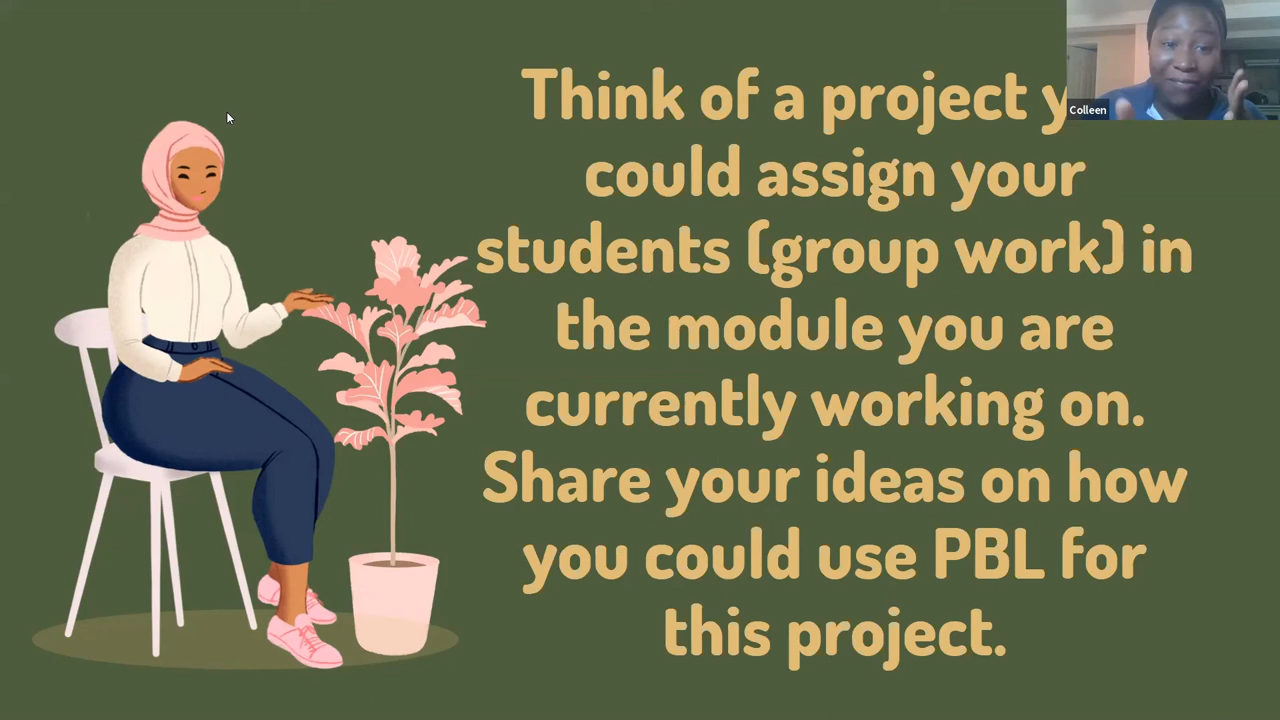 Think of a project y
could assign your
students (group work) in
the module you are
currently working on.
Share your ideas on how
you could use PBL for
this project.
Colleen